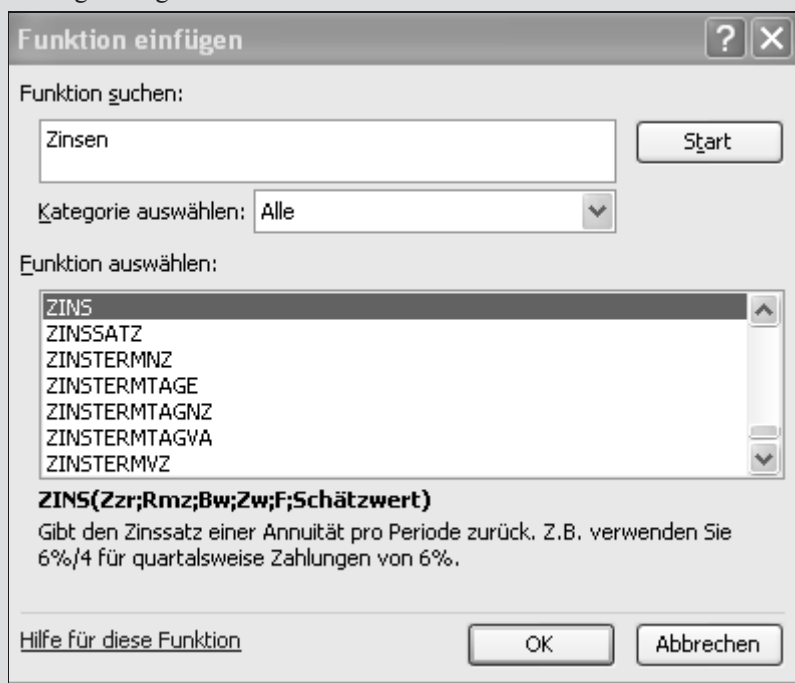 Funktion einfügen
Funktion suchen:
Zinsen
Start
Kategorie auswählen: Alle
Funktion auswählen:
ZINS
ZINSSATZ
ZINSTERMNZ
ZINSTERMTAGE
ZINSTERMTAGNZ
ZINSTERMTAGVA
ZINSTERMVZ
ZINS(Zzr;Rmz;Bw;Zw;F;Schätzwert)
Gibt den Zinssatz einer Annuität pro Periode zurück. Z.B. verwenden Sie
6%/4 für quartalsweise Zahlungen von 6%.
Hilfe für diese Funktion
OK
Abbrechen